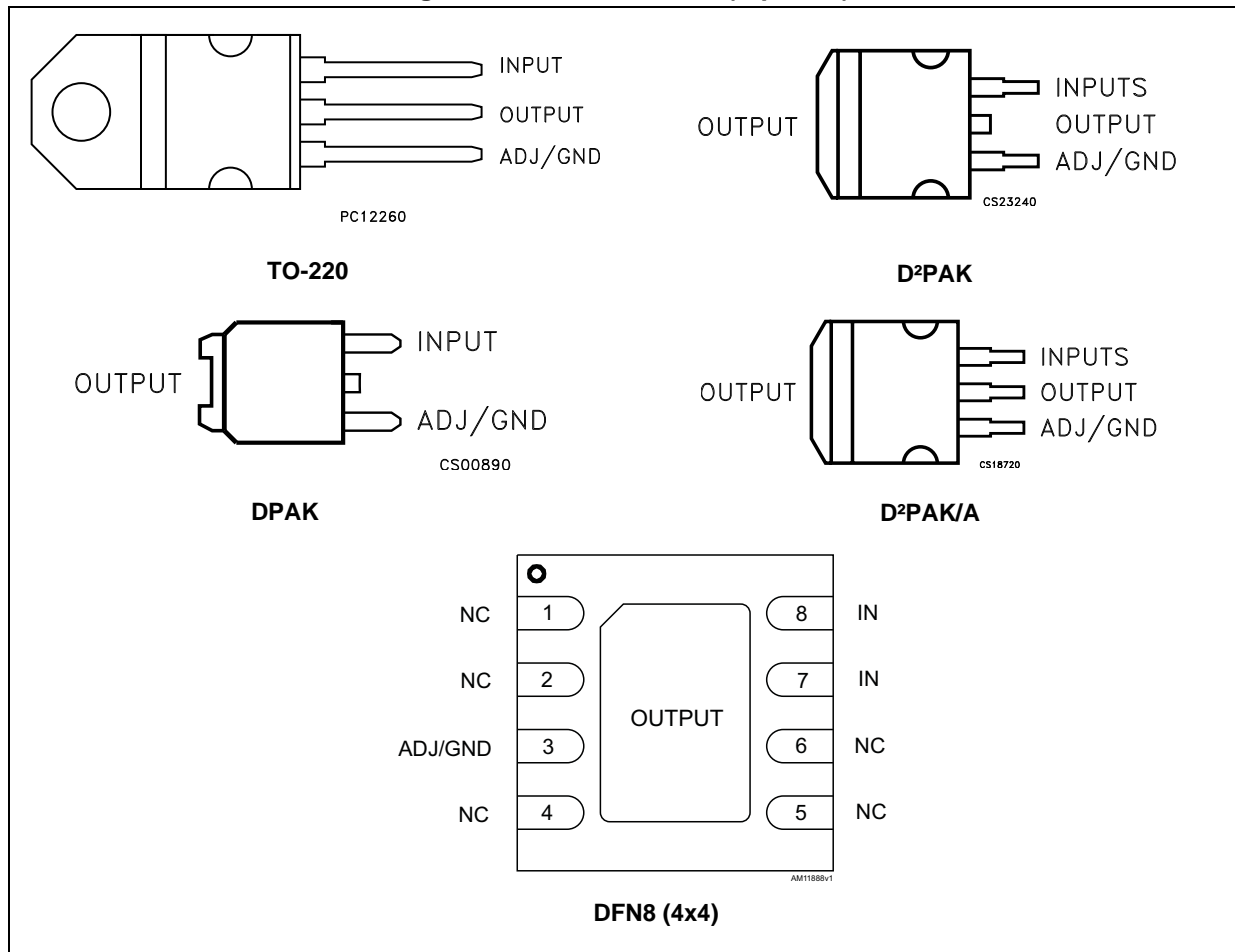 INPUT
OUTPUT
ADJ/GND
PC12260
TO-220
OUTPUT
INPUTS
OUTPUT
ADJ/GND
CS23240
D²PAK
OUTPUT
INPUT
ADJ/GND
CS00890
DPAK
OUTPUT
INPUTS
OUTPUT
ADJ/GND
CS18720
D²PAK/A
NC 1 8 IN
NC 2 7 IN
OUTPUT
ADJ/GND 3 6 NC
NC 4 5 NC
AM11888v1
DFN8 (4x4)